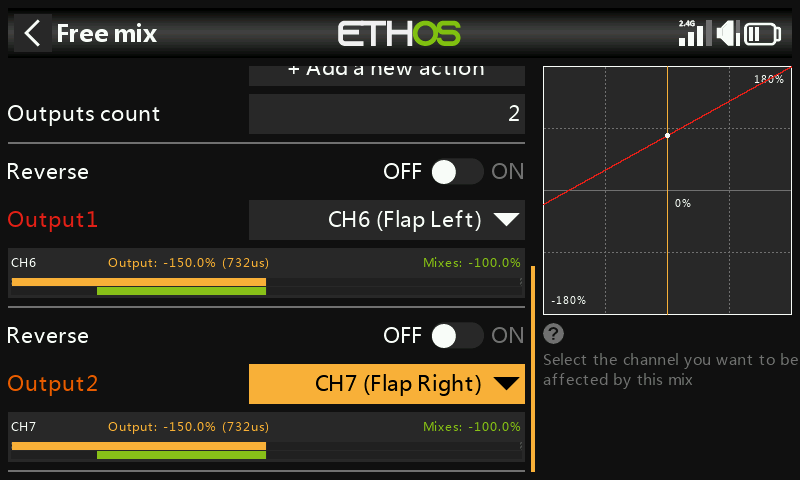 Free mix
ETHOS
2.4G
+ Add a new action
Outputs count
2
Reverse
OFF ON
Output1
CH6 (Flap Left)
CH6 Output: -150.0% (732us) Mixes: -100.0%
Reverse
OFF ON
Output2
CH7 (Flap Right)
CH7 Output: -150.0% (732us) Mixes: -100.0%
180%
0%
-180%
?
Select the channel you want to be
affected by this mix